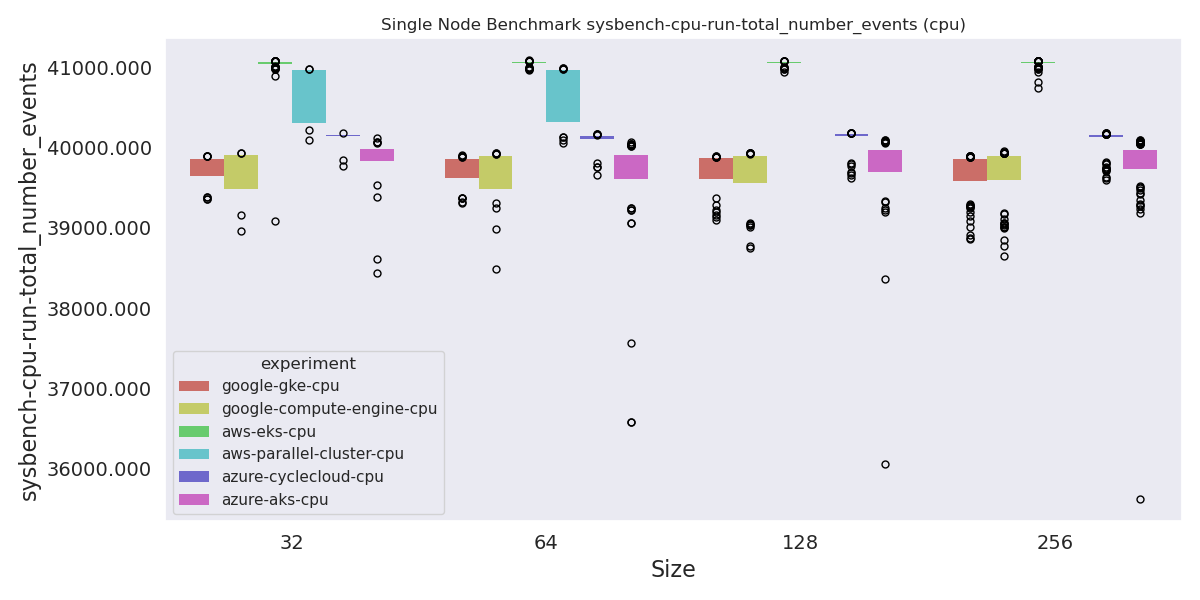 Single Node Benchmark sysbench-cpu-run-total_number_events (cpu)
sysbench-cpu-run-total_number_events
41000.000
40000.000
39000.000
38000.000
37000.000
36000.000
experiment
google-gke-cpu
google-compute-engine-cpu
aws-eks-cpu
aws-parallel-cluster-cpu
azure-cyclecloud-cpu
azure-aks-cpu
32 64 128 256
Size